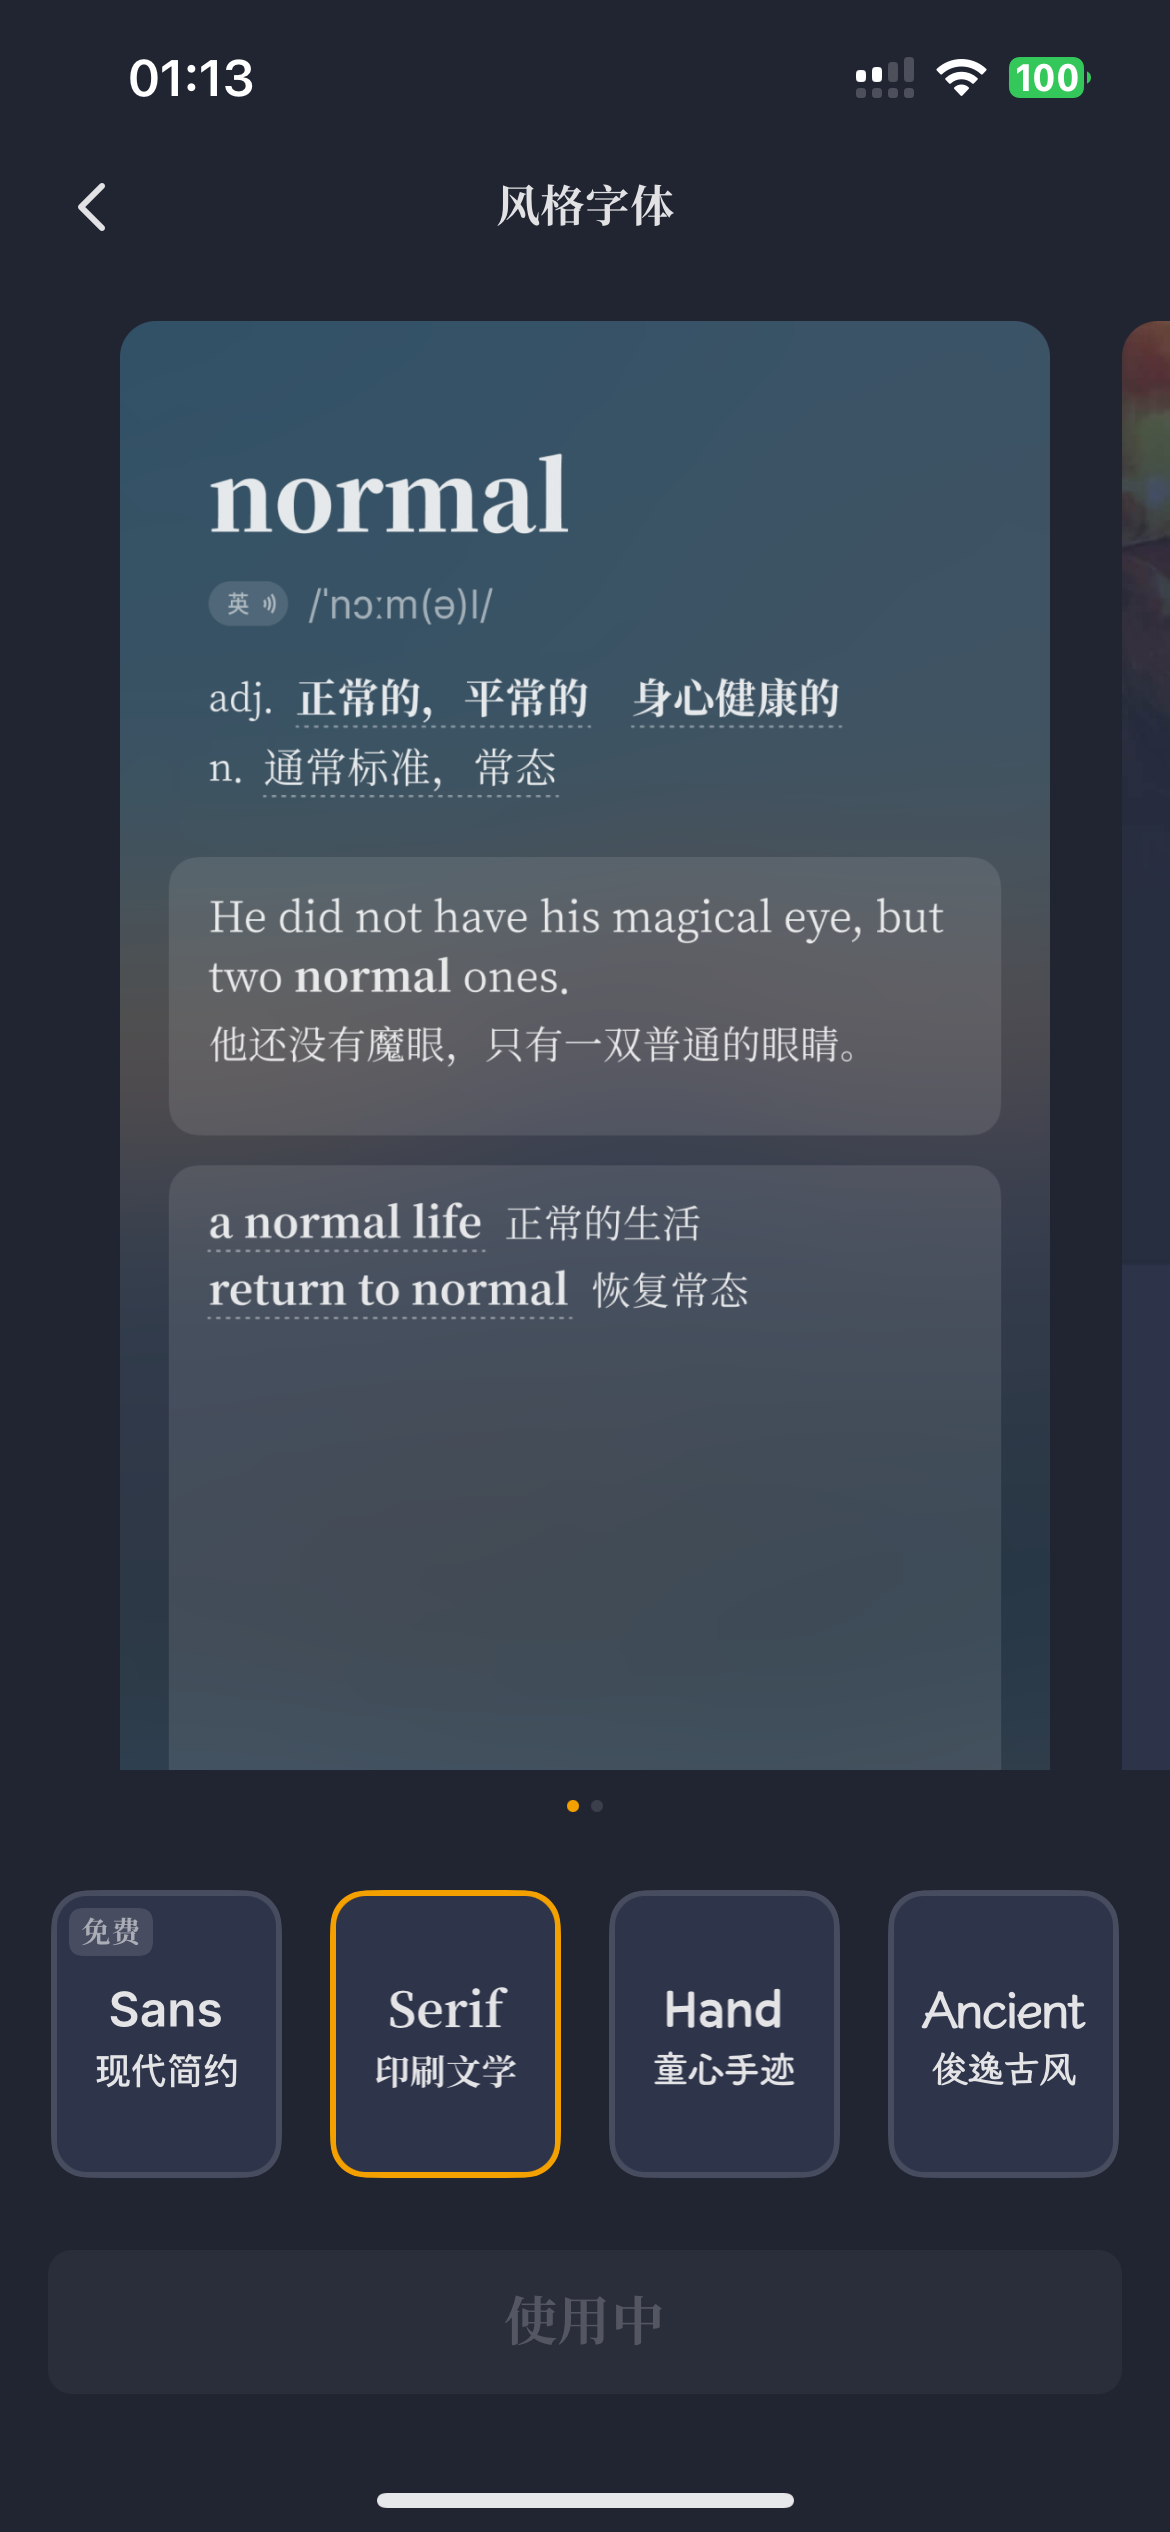 01:13
100
风格字体
normal
英 /ˈnɔːm(ə)l/
adj. 正常的，平常的 身心健康的
n. 通常标准，常态
He did not have his magical eye, but
two normal ones.
他还没有魔眼，只有一双普通的眼睛。
a normal life 正常的生活
return to normal 恢复常态
免费
Sans
现代简约
Serif
印刷文学
Hand
童心手迹
Ancient
俊逸古风
使用中